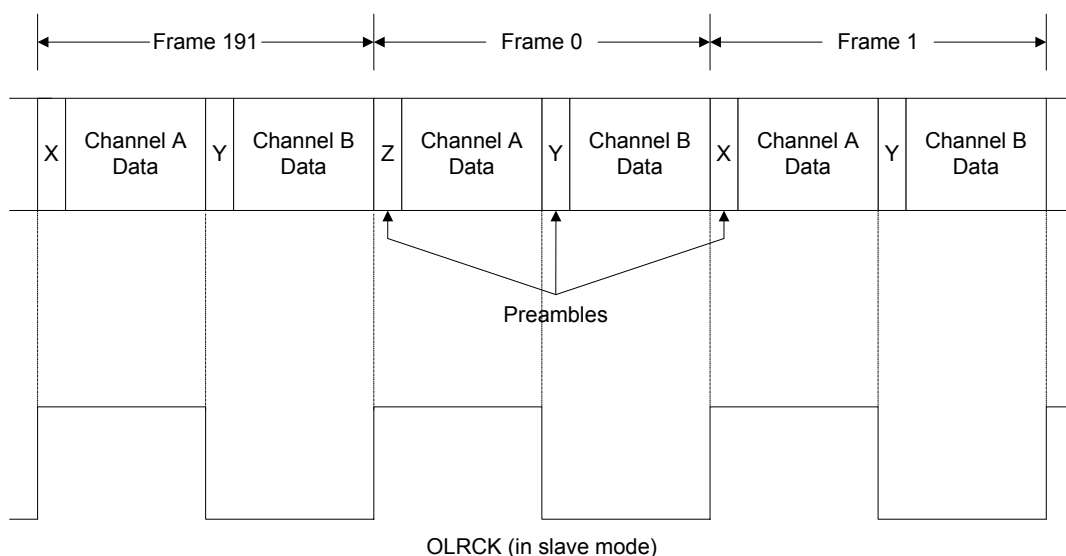 Frame 191 Frame 0 Frame 1
X Channel A Data Y Channel B Data Z Channel A Data Y Channel B Data X Channel A Data Y Channel B Data
Preambles
OLRCK (in slave mode)